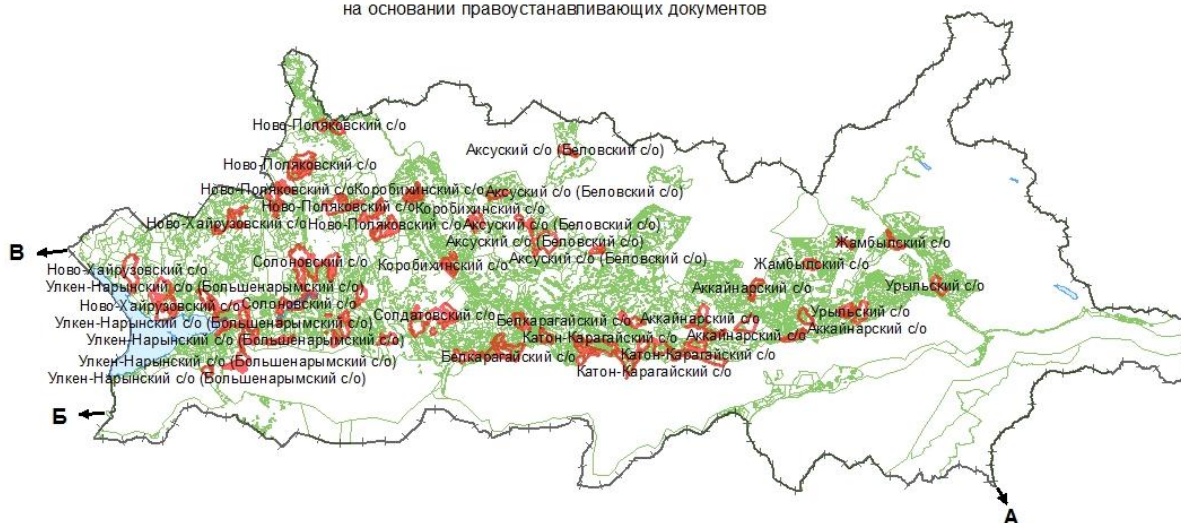 на основании правоустанавливающих документов
Ново-Поляковский с/о
Аксуский с/о (Беловский с/о)
Ново-Поляковский с/о
Ново-Поляковский с/о
Коробихинский с/о
Аксуский с/о (Беловский с/о)
Ново-Поляковский с/о
Коробихинский с/о
Ново-Хайрузовский с/о
Ново-Поляковский с/о
Аксуский с/о (Беловский с/о)
Аксуский с/о (Беловский с/о)
Жамбылский с/о
В
Аксуский с/о (Беловский с/о)
Солоновский с/о
Коробихинский с/о
Жамбылский с/о
Ново-Хайрузовский с/о
Урыльский с/о
Улкен-Нарынский с/о (Большенарымский с/о)
Аккайнарский с/о
Ново-Хайрузовский с/о
Солоновский с/о
Урыльский с/о
Солдатовский с/о
Белкарагайский с/о
Аккайнарский с/о
Улкен-Нарынский с/о (Большенарымский с/о)
Аккайнарский с/о
Улкен-Нарынский с/о (Большенарымский с/о)
Катон-Карагайский с/о
Аккайнарский с/о
Белкарагайский с/о
Катон-Карагайский с/о
Улкен-Нарынский с/о (Большенарымский с/о)
Катон-Карагайский с/о
Улкен-Нарынский с/о (Большенарымский с/о)
Б
А